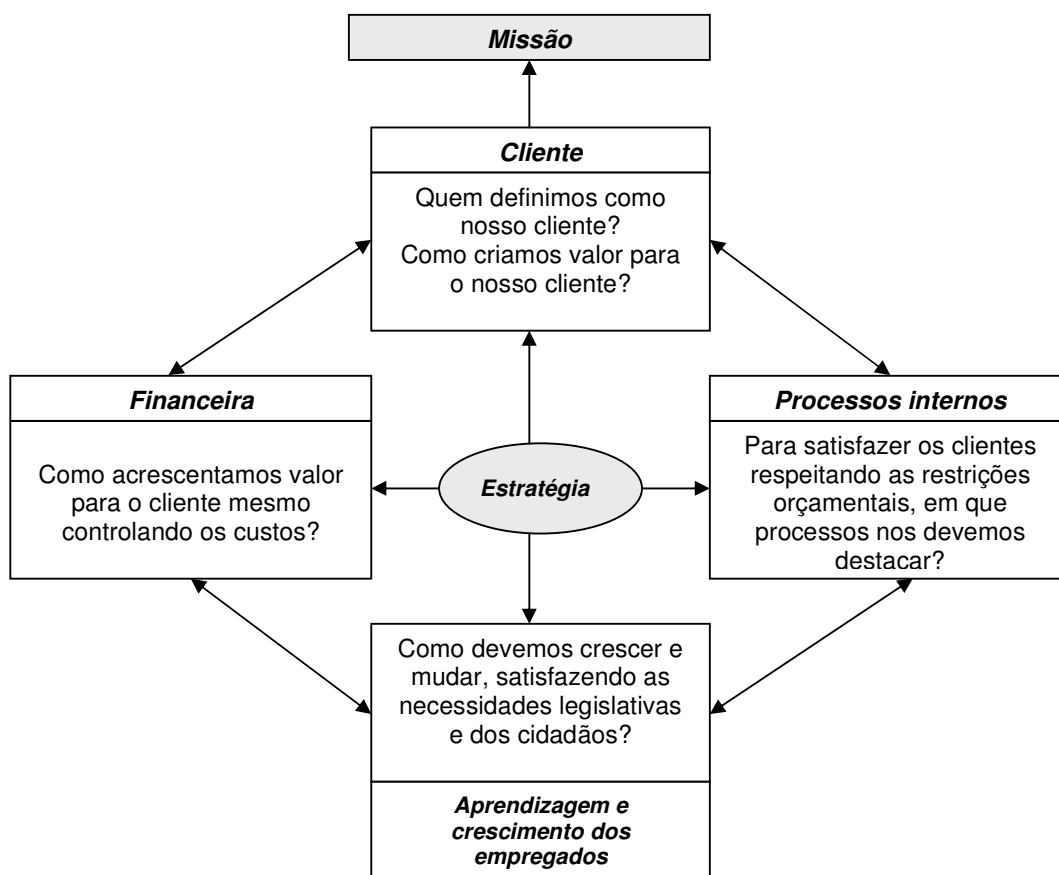 Missão
Cliente
Quem definimos como
nosso cliente?
Como criamos valor para
o nosso cliente?
Financeira
Como acrescentamos valor
para o cliente mesmo
controlando os custos?
Estratégia
Processos internos
Para satisfazer os clientes
respeitando as restrições
orçamentais, em que
processos nos devemos
destacar?
Como devemos crescer e
mudar, satisfazendo as
necessidades legislativas
e dos cidadãos?
Aprendizagem e
crescimento dos
empregados